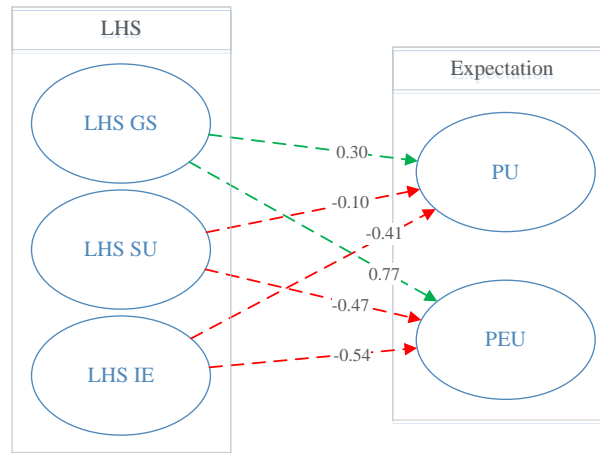 LHS
Expectation
LHS GS
0.30
PU
-0.10
-0.41
LHS SU
0.77
-0.47
PEU
-0.54
LHS IE